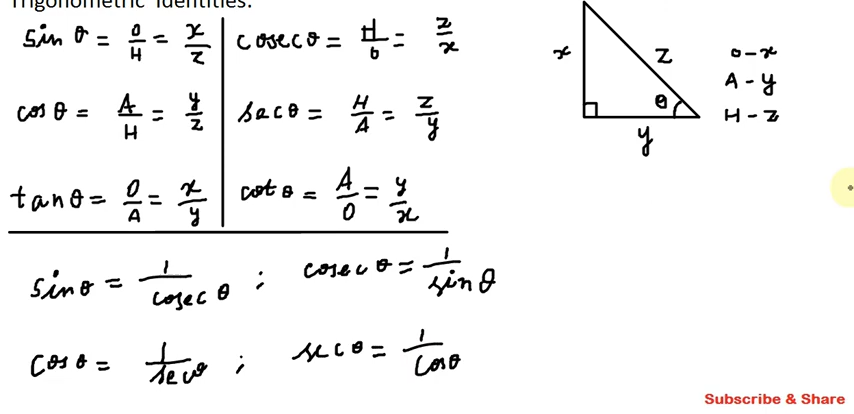 Trigonometric Identities:
sin θ = O/H = x/z | cosec θ = H/O = z/x
cos θ = A/H = y/z | sec θ = H/A = z/y
tan θ = O/A = x/y | cot θ = A/O = y/x
sin θ = 1/cosec θ ; cosec θ = 1/sin θ
cos θ = 1/sec θ ; sec θ = 1/cos θ
x
z
θ
y
O - x
A - y
H - z
Subscribe & Share